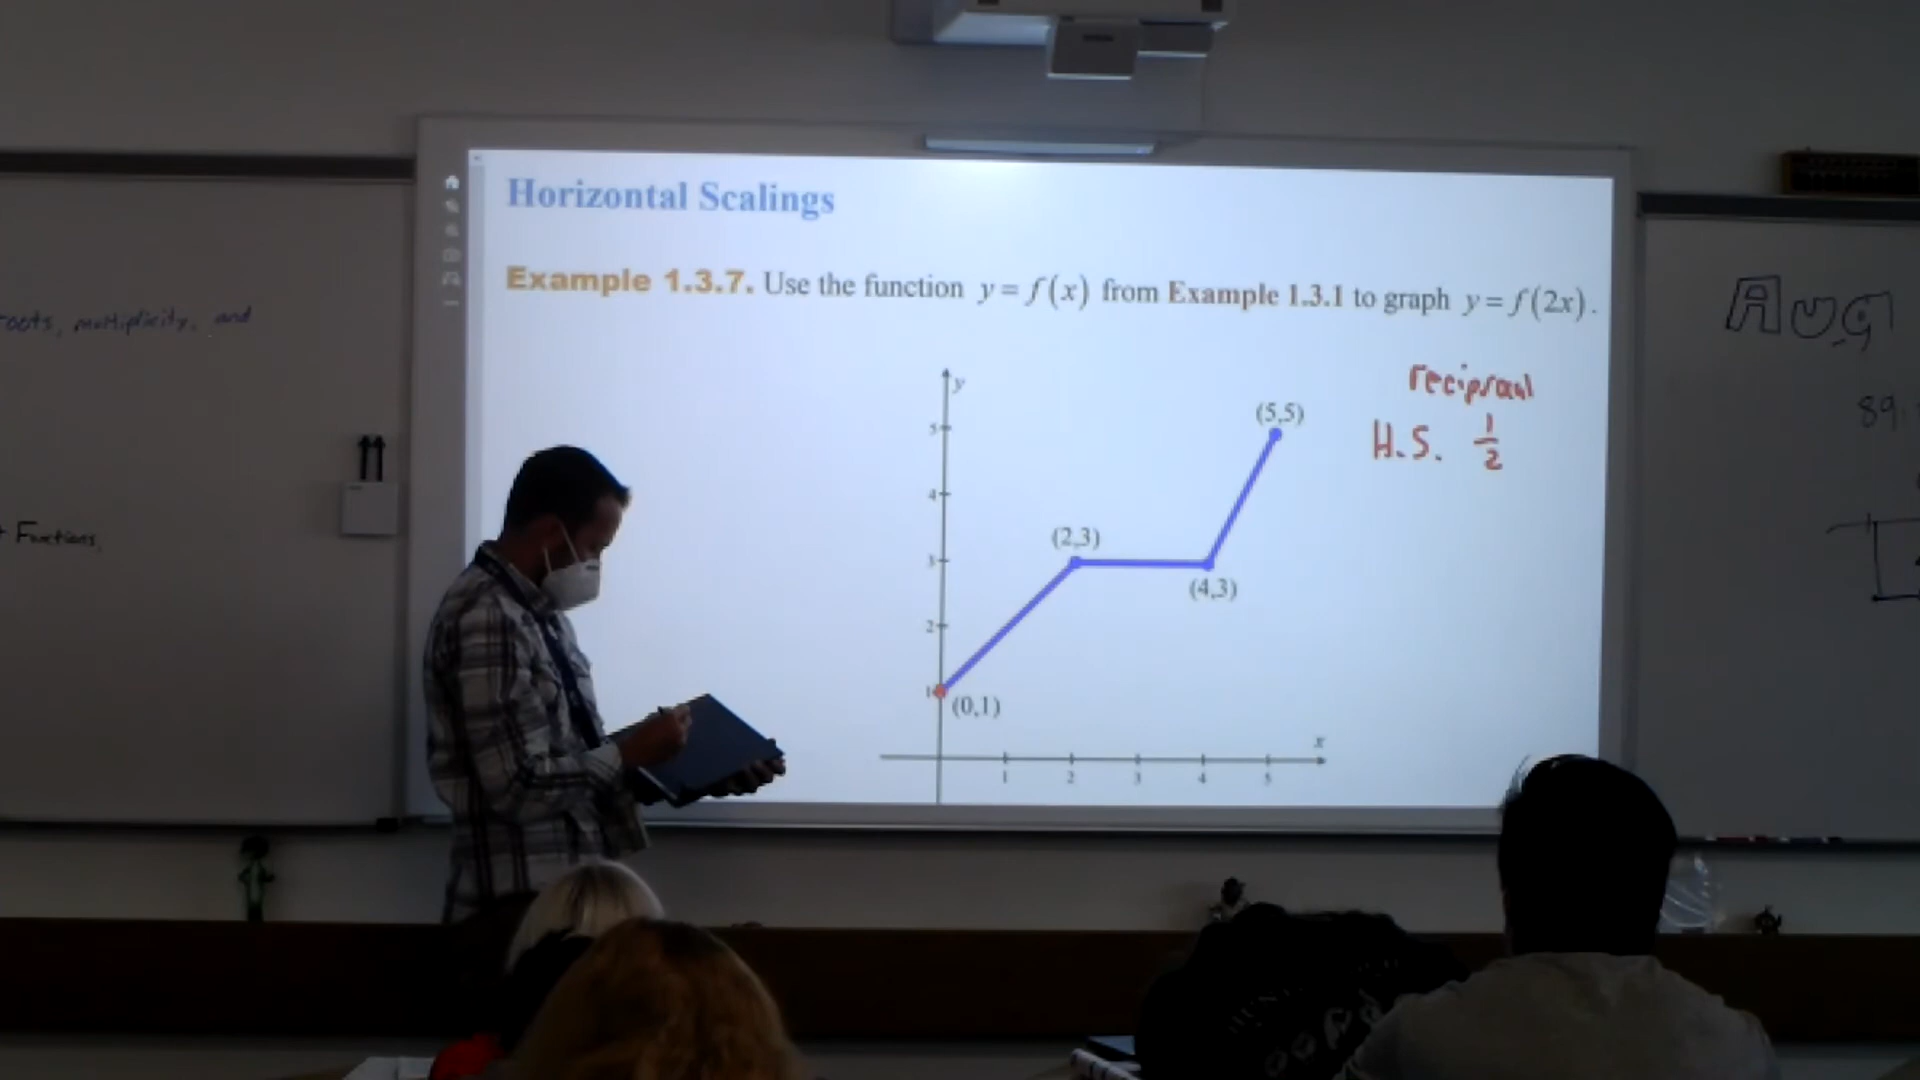 Horizontal Scalings
Example 1.3.7. Use the function y = f(x) from Example 1.3.1 to graph y = f(2x).
roots, multiplicity, and
Functions,
Aug
89.
reciprocal
H.S. 1/2
y
5
4
3
2
1
(5,5)
(2,3)
(4,3)
(0,1)
x
1 2 3 4 5